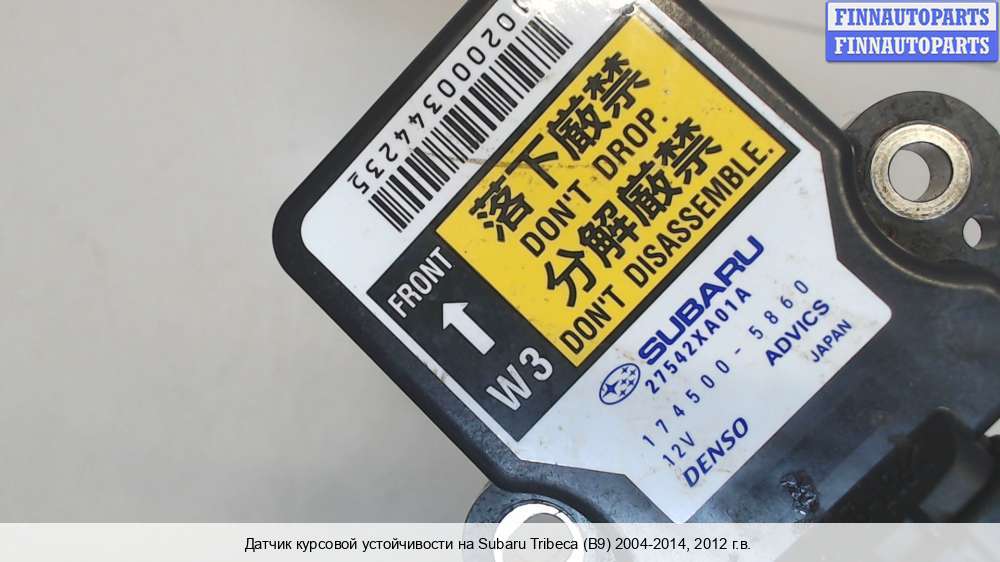 FINNAUTOPARTS
FINNAUTOPARTS
020000344235
FRONT
W3
落下厳禁
DON'T DROP.
分解厳禁
DON'T DISASSEMBLE.
SUBARU
27542XA01A
174500-5860
12V ADVICS
DENSO JAPAN
Датчик курсовой устойчивости на Subaru Tribeca (B9) 2004-2014, 2012 г.в.